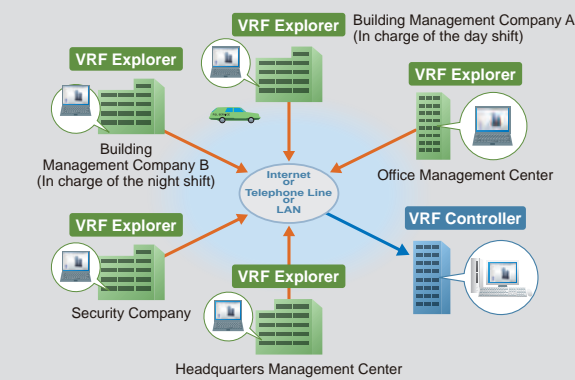 VRF Explorer
Building Management Company A
(In charge of the day shift)
VRF Explorer
VRF Explorer
Building
Management Company B
(In charge of the night shift)
Office Management Center
Internet
or
Telephone Line
or
LAN
VRF Explorer
VRF Controller
Security Company
VRF Explorer
Headquarters Management Center